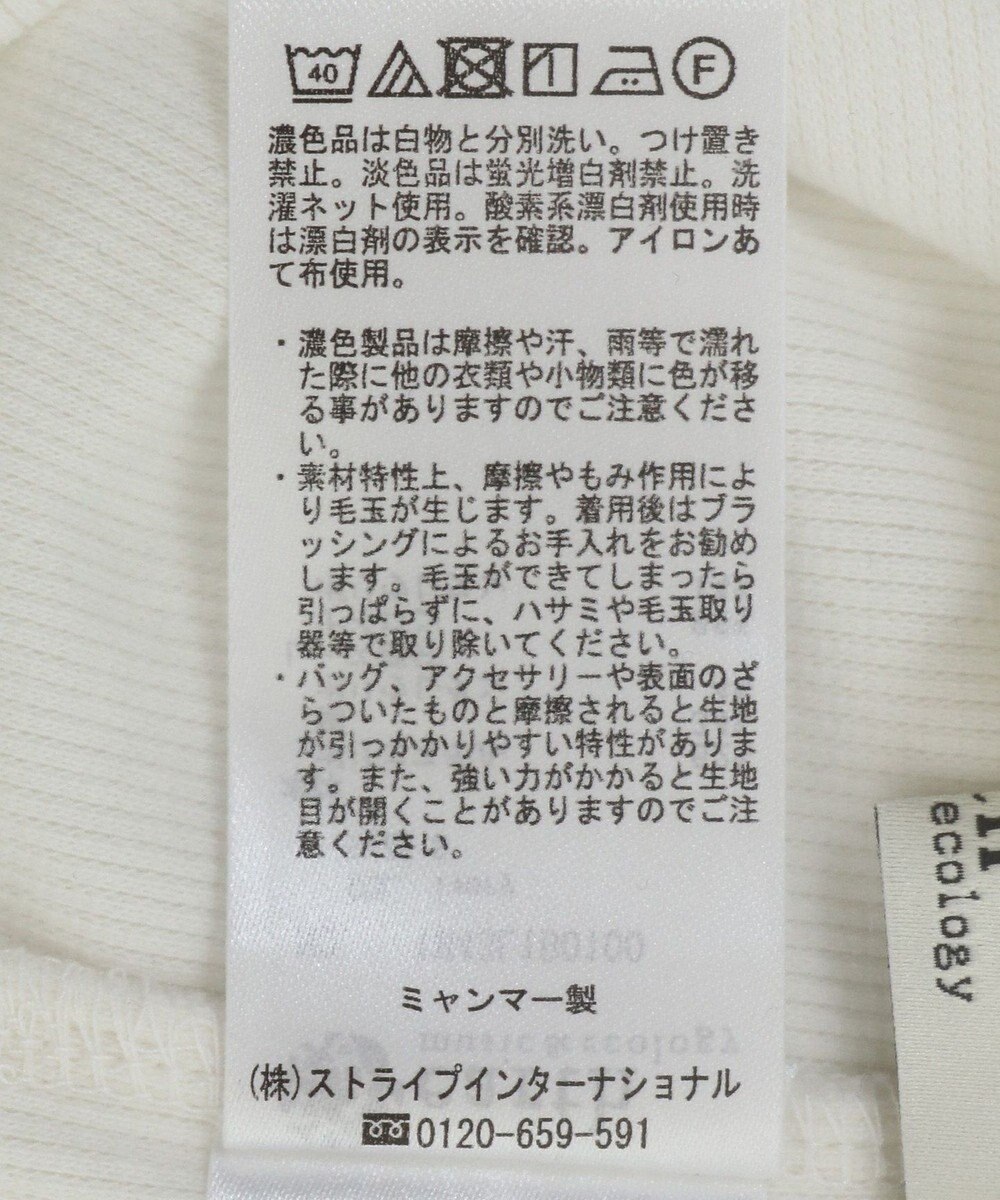 40
F
濃色品は白物と分別洗い。つけ置き
禁止。淡色品は蛍光増白剤禁止。洗
濯ネット使用。酸素系漂白剤使用時
は漂白剤の表示を確認。アイロンあ
て布使用。
・濃色製品は摩擦や汗、雨等で濡れ
た際に他の衣類や小物類に色が移
る事がありますのでご注意くださ
い。
・素材特性上、摩擦やもみ作用によ
り毛玉が生じます。着用後はブラ
ッシングによるお手入れをお勧め
します。毛玉ができてしまったら
引っぱらずに、ハサミや毛玉取り
器等で取り除いてください。
・バッグ、アクセサリーや表面のざ
らついたものと摩擦されると生地
が引っかかりやすい特性がありま
す。また、強い力がかかると生地
目が開くことがありますのでご注
意ください。
ミャンマー製
(株)ストライプインターナショナル
0120-659-591
ecology